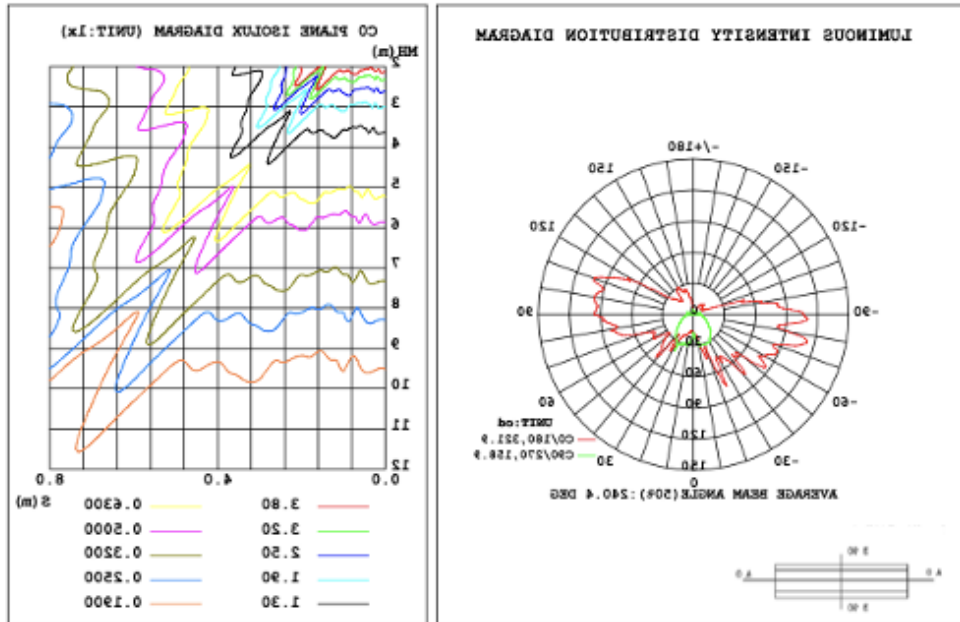 LUMINOUS INTENSITY DISTRIBUTION DIAGRAM
-/+180
-150 150
-120 120
-90
0
30
-60 60 60
90
120
-30 150 30
0
UNIT:cd
C0/180,321.9
C90/270,158.9
AVERAGE BEAM ANGLE(50%):240.4 DEG
C0 PLANE ISOLUX DIAGRAM (UNIT:lx)
MH(m)
2
3
4
5
6
7
8
9
10
11
12
0.0 4.0 8.0
S(m)
3.80 0.6300
3.20 0.5000
2.50 0.3200
1.90 0.2500
1.30 0.1900